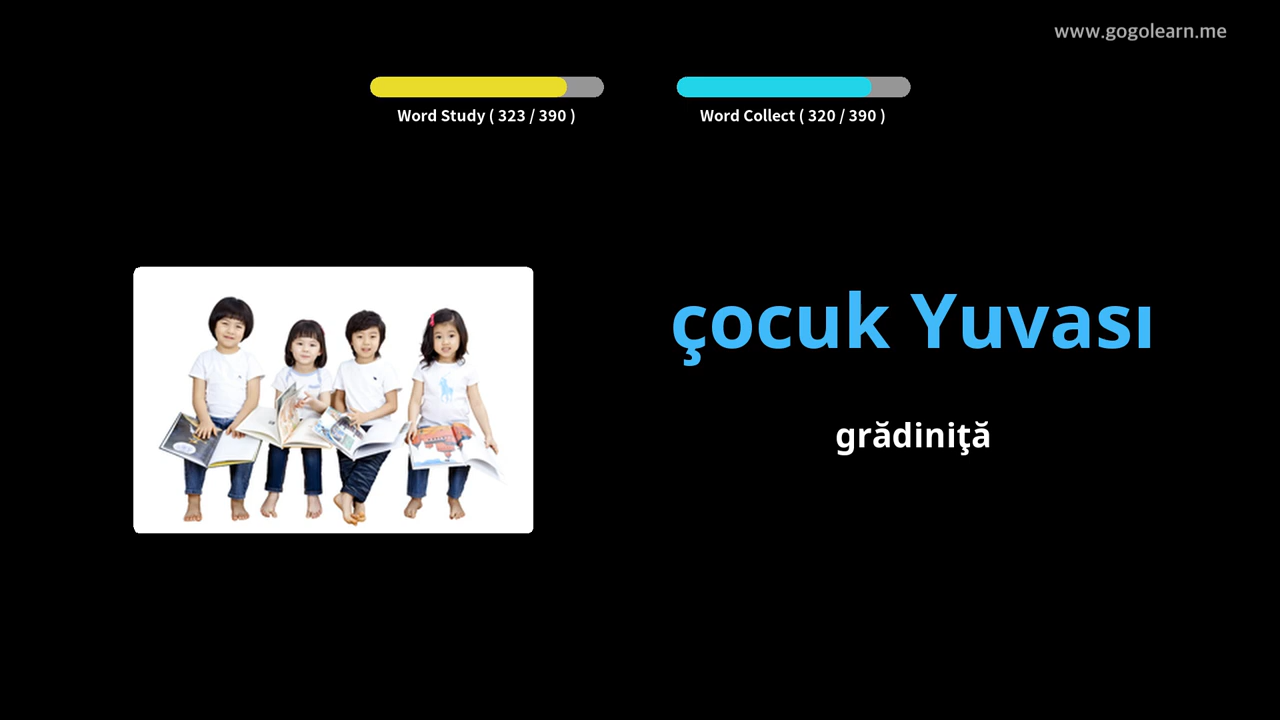 www.gogolearn.me
Word Study ( 323 / 390 )
Word Collect ( 320 / 390 )
çocuk Yuvası
grădiniţă